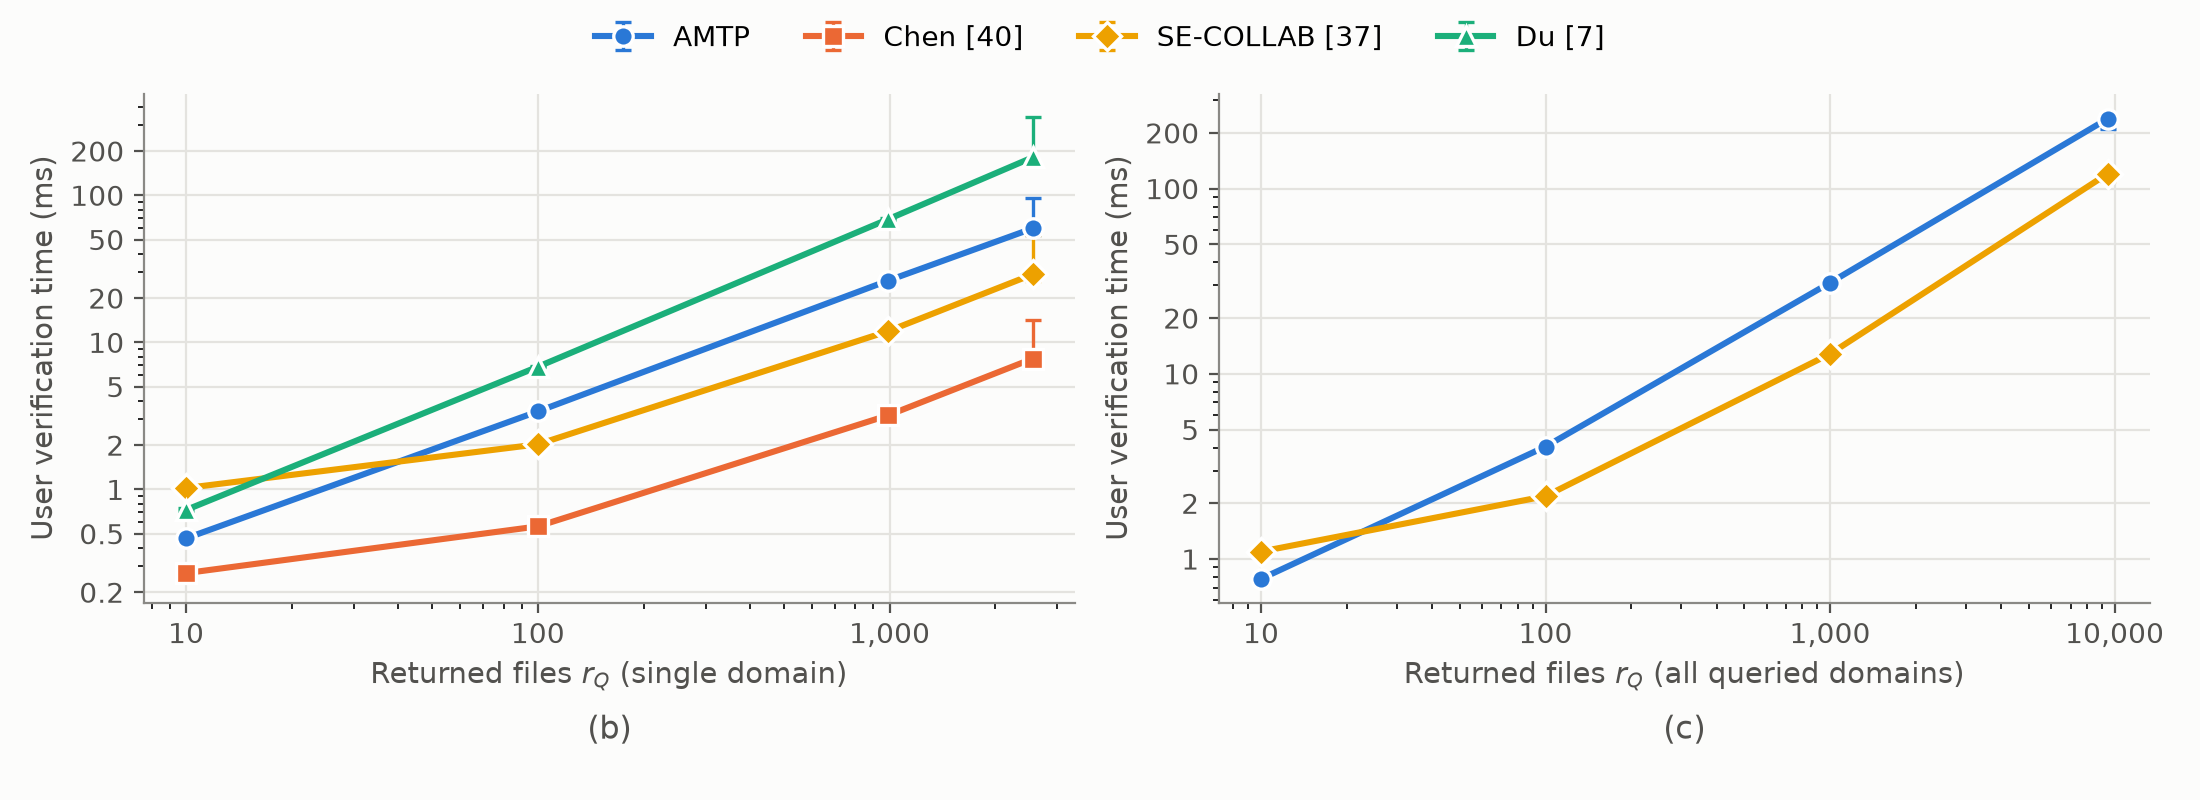 AMTP
Chen [40]
SE-COLLAB [37]
Du [7]
User verification time (ms)
200
100
50
20
10
5
2
1
0.5
0.2
10
100
1,000
Returned files r_Q (single domain)
(b)
User verification time (ms)
200
100
50
20
10
5
2
1
10
100
1,000
10,000
Returned files r_Q (all queried domains)
(c)